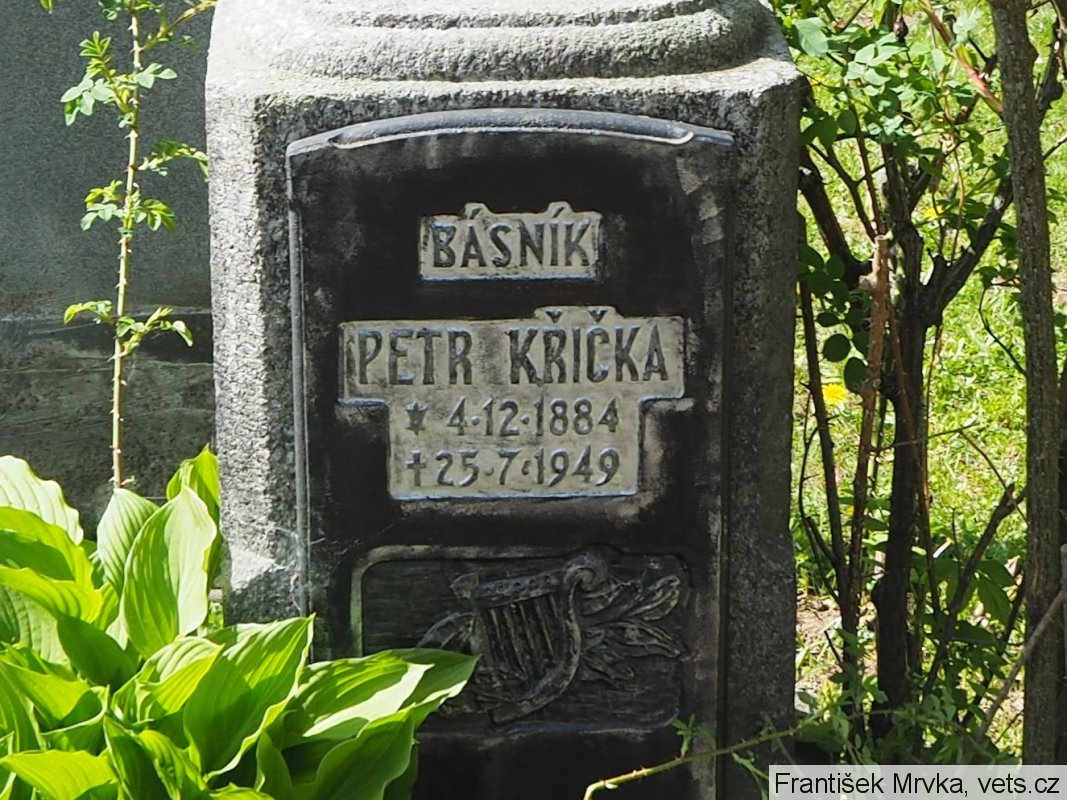 BÁSNÍK
PETR KŘIČKA
* 4·12·1884
✝ 25·7·1949
František Mrvka, vets.cz